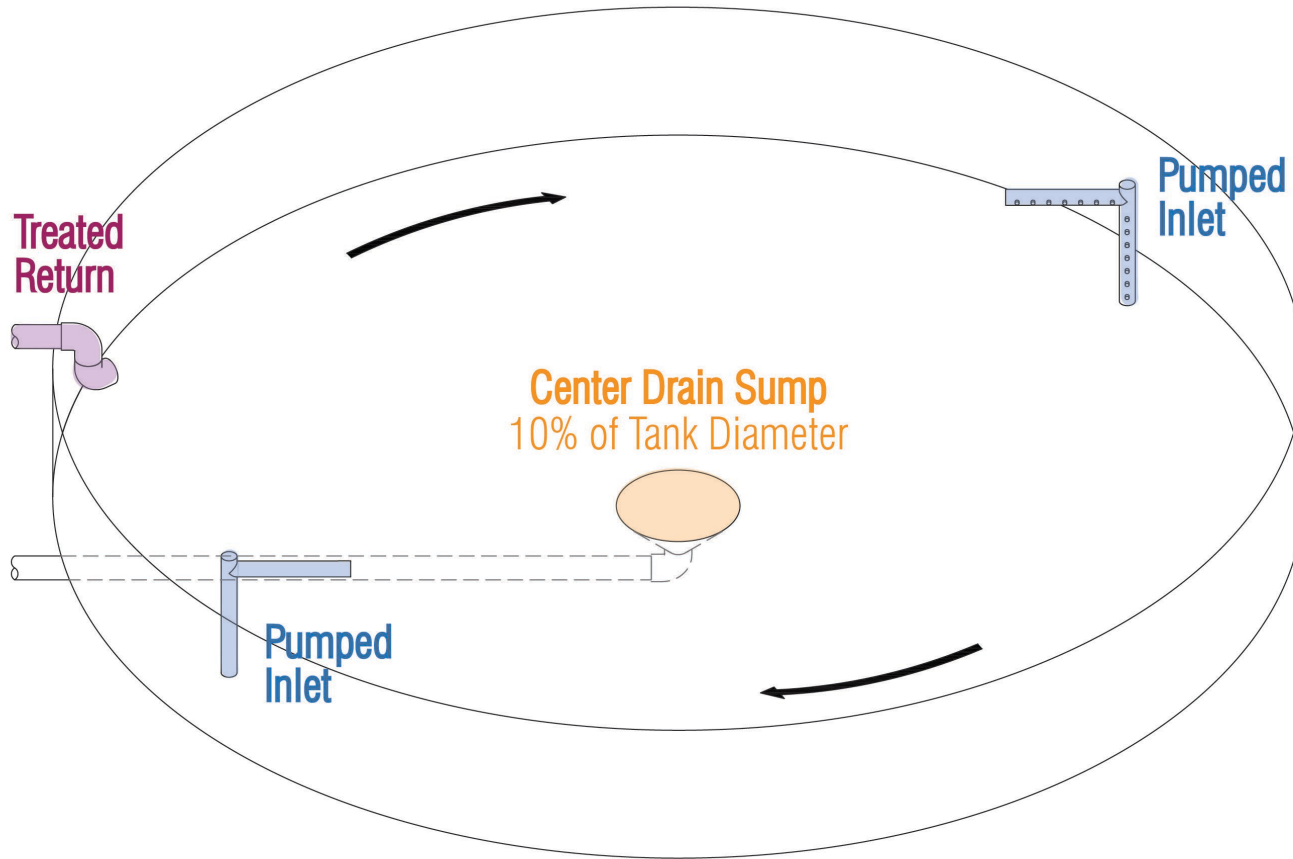 Pumped
Inlet
Treated
Return
Center Drain Sump
10% of Tank Diameter
Pumped
Inlet